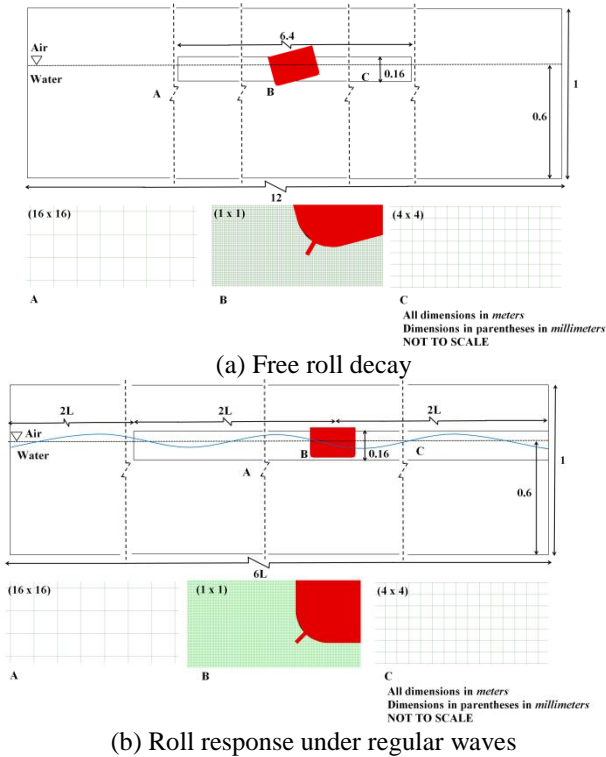 6.4
Air
Water
A
B
C
0.16
1
0.6
12
(16 x 16)
(1 x 1)
(4 x 4)
A
B
C
All dimensions in meters
Dimensions in parentheses in millimeters
NOT TO SCALE
(a) Free roll decay
2L
2L
2L
Air
Water
A
B
C
0.16
1
0.6
6L
(16 x 16)
(1 x 1)
(4 x 4)
A
B
C
All dimensions in meters
Dimensions in parentheses in millimeters
NOT TO SCALE
(b) Roll response under regular waves